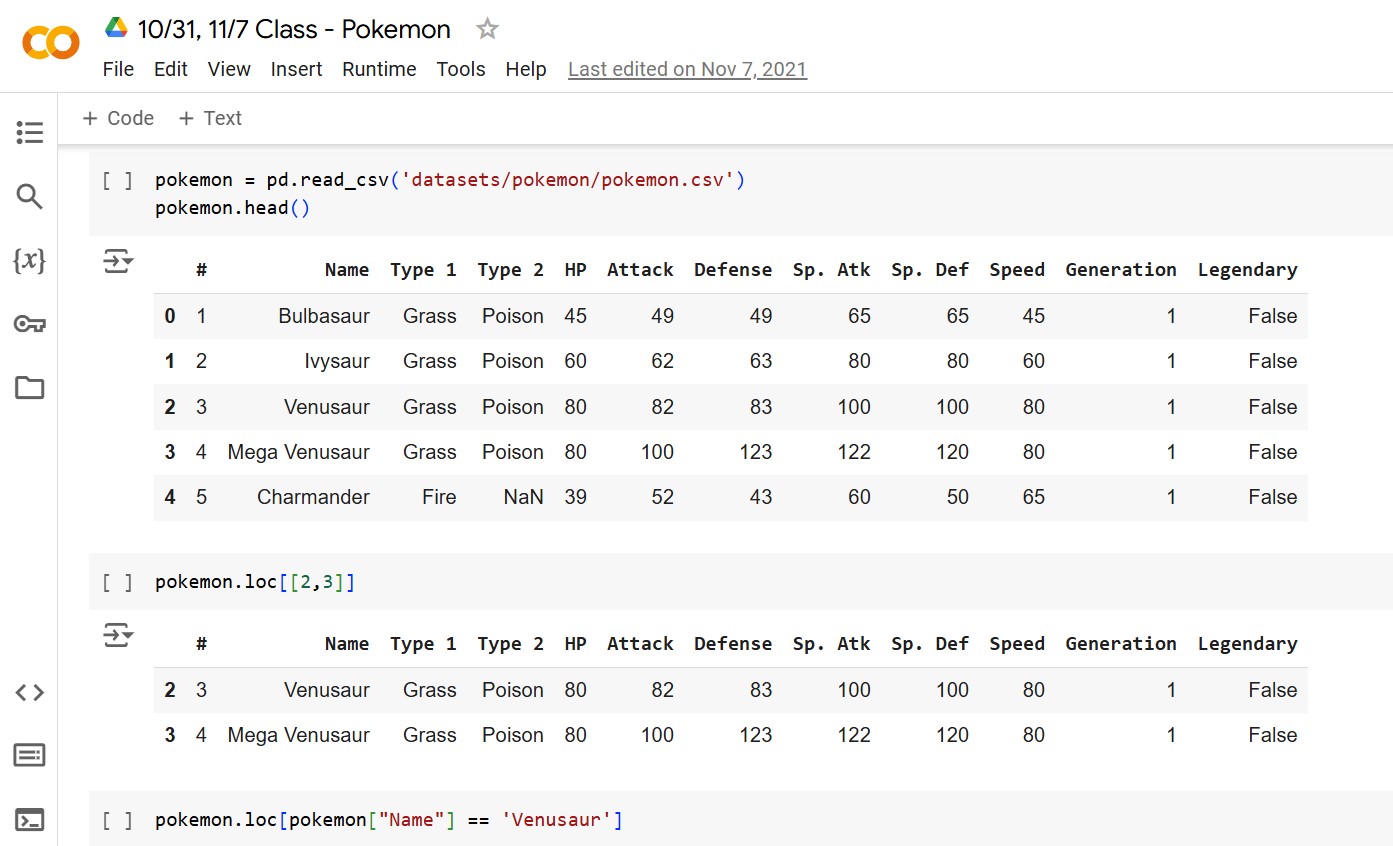 10/31, 11/7 Class - Pokemon
File Edit View Insert Runtime Tools Help Last edited on Nov 7, 2021
+ Code + Text
[ ] pokemon = pd.read_csv('datasets/pokemon/pokemon.csv')
pokemon.head()
# Name Type 1 Type 2 HP Attack Defense Sp. Atk Sp. Def Speed Generation Legendary
0 1 Bulbasaur Grass Poison 45 49 49 65 65 45 1 False
1 2 Ivysaur Grass Poison 60 62 63 80 80 60 1 False
{x}
2 3 Venusaur Grass Poison 80 82 83 100 100 80 1 False
3 4 Mega Venusaur Grass Poison 80 100 123 122 120 80 1 False
4 5 Charmander Fire NaN 39 52 43 60 50 65 1 False
[ ] pokemon.loc[[2,3]]
# Name Type 1 Type 2 HP Attack Defense Sp. Atk Sp. Def Speed Generation Legendary
2 3 Venusaur Grass Poison 80 82 83 100 100 80 1 False
3 4 Mega Venusaur Grass Poison 80 100 123 122 120 80 1 False
[ ] pokemon.loc[pokemon["Name"] == 'Venusaur']